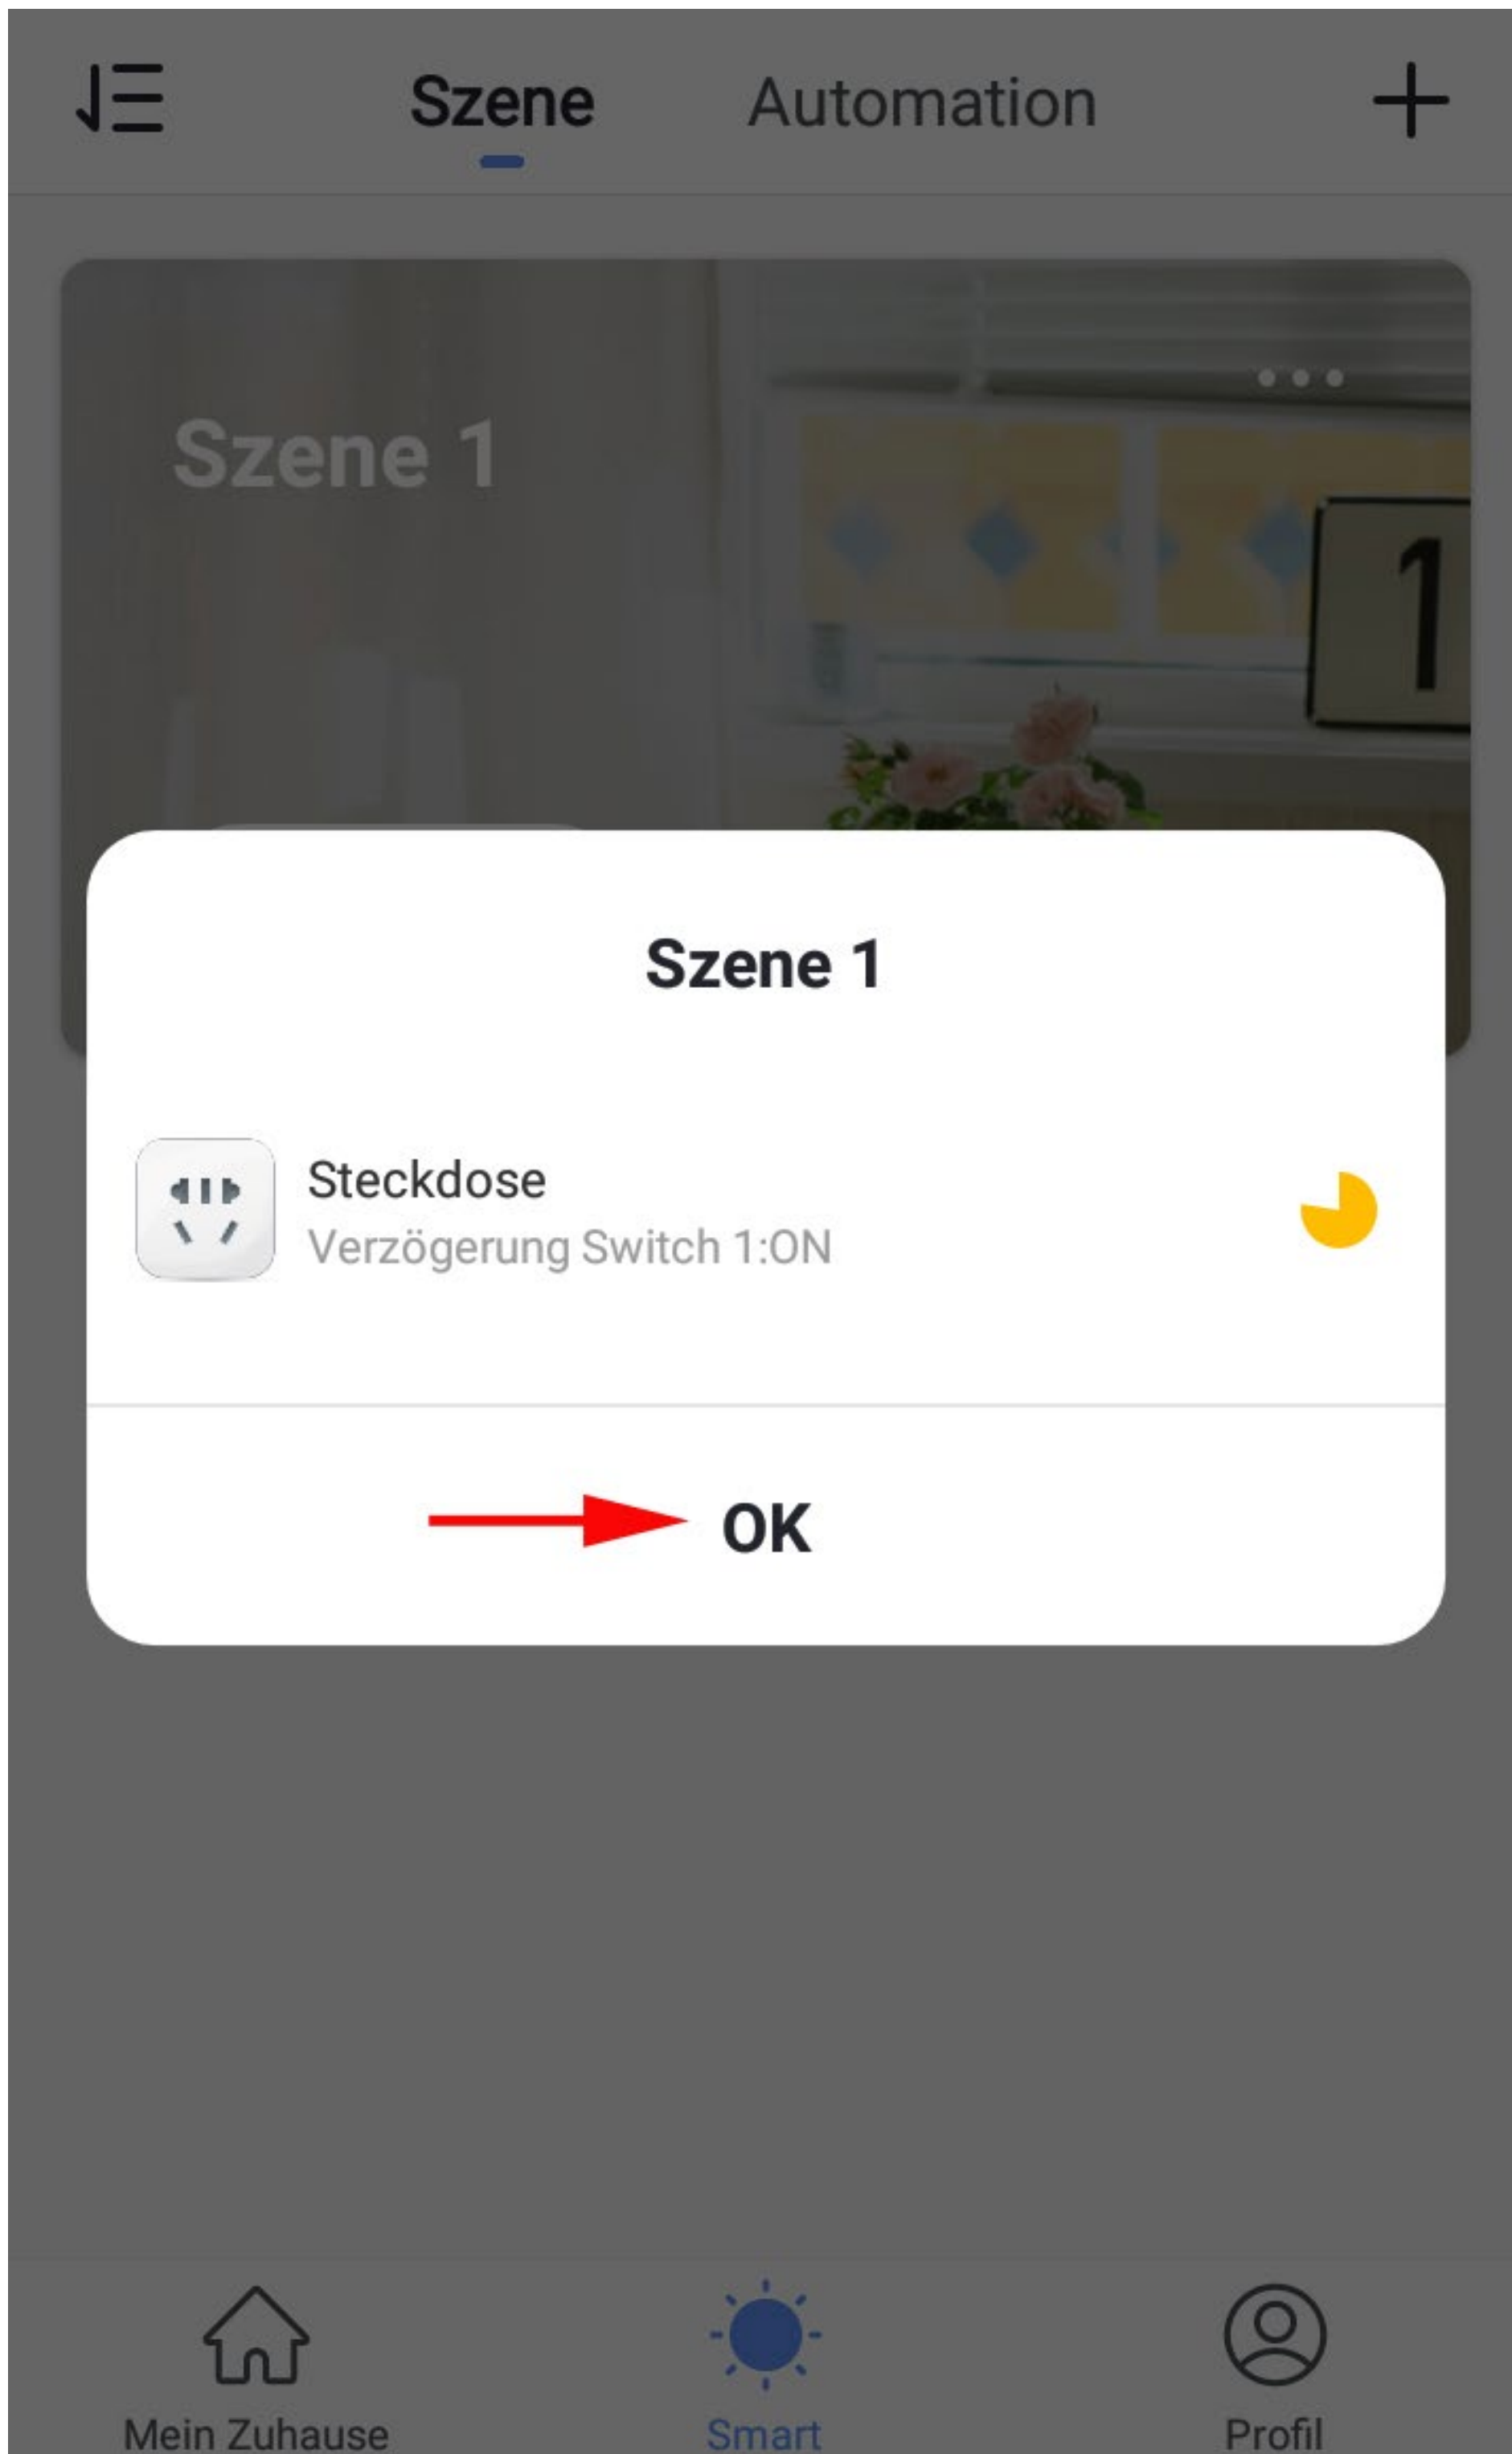 Szene Automation
Szene 1
1
Szene 1
Steckdose
Verzögerung Switch 1:ON
OK
Mein Zuhause Smart Profil